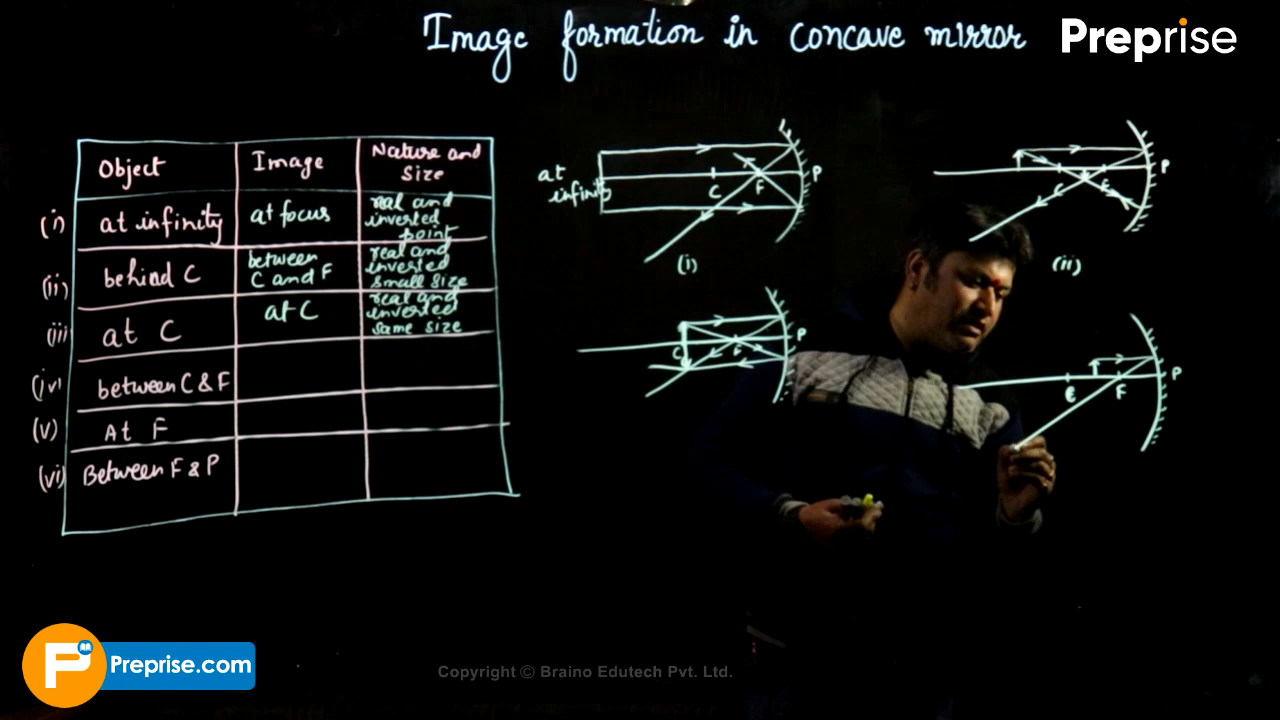 Image formation in concave mirror
Preprise
Object
Image
Nature and
Size
(i)
at infinity
at focus
real and
inverted
point
(ii)
behind C
between
C and F
real and
inverted
small size
(iii)
at C
at C
real and
inverted
same size
(iv)
between C & F
(v)
At F
(vi)
Between F & P
at
infinity
C
F
P
(i)
C
F
P
(ii)
C
F
P
C
F
P
P
Preprise.com
Copyright © Braino Edutech Pvt. Ltd.